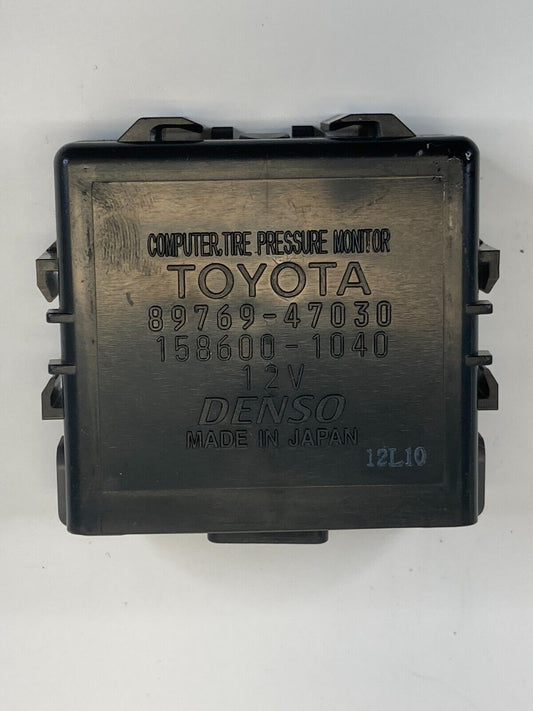 COMPUTER,TIRE PRESSURE MONITOR
TOYOTA
89769-47030
158600-1040
12V
DENSO
MADE IN JAPAN
12L10